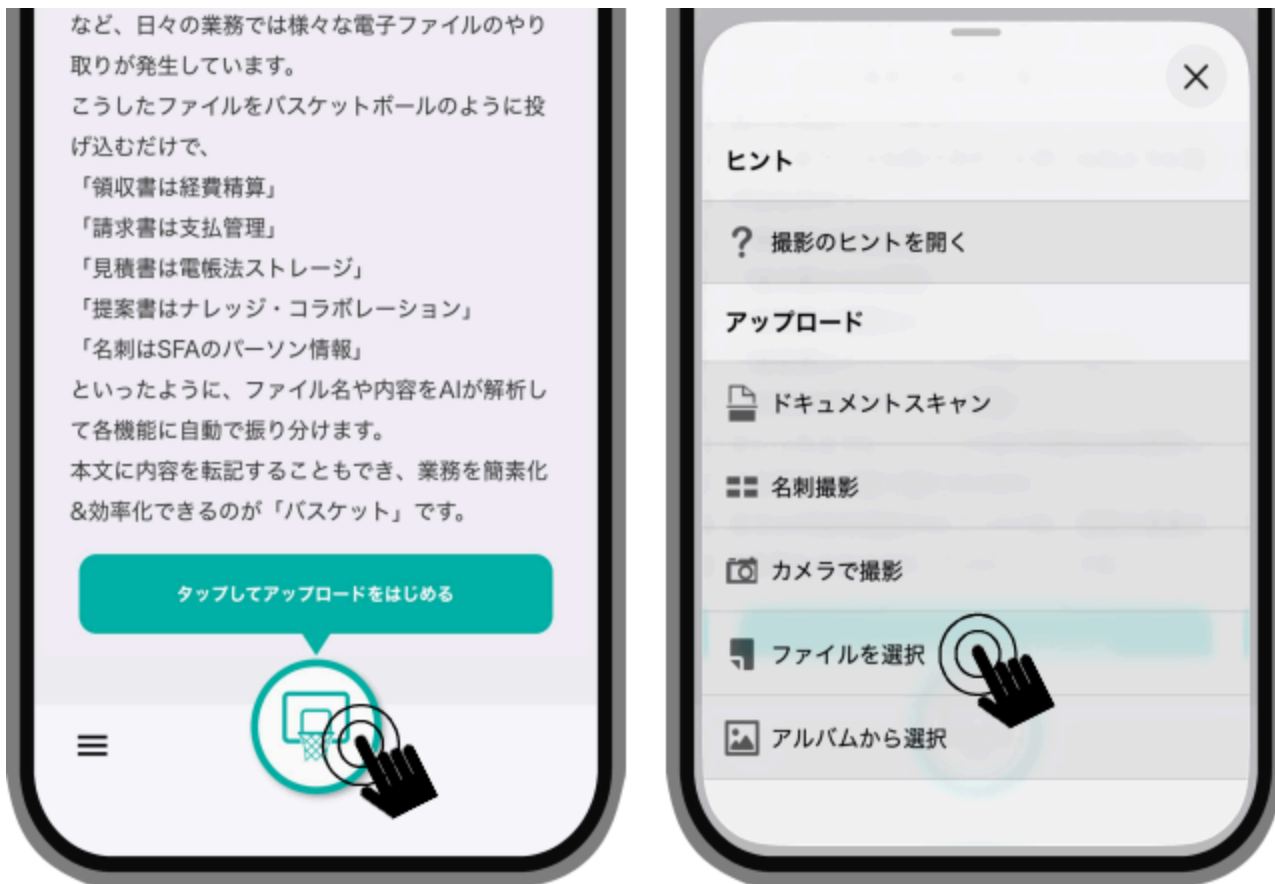 など、日々の業務では様々な電子ファイルのやり
取りが発生しています。
こうしたファイルをバスケットボールのように投
げ込むだけで、
「領収書は経費精算」
「請求書は支払管理」
「見積書は電帳法ストレージ」
「提案書はナレッジ・コラボレーション」
「名刺はSFAのパーソン情報」
といったように、ファイル名や内容をAIが解析し
て各機能に自動で振り分けます。
本文に内容を転記することもでき、業務を簡素化
&効率化できるのが「バスケット」です。
タップしてアップロードをはじめる
ヒント
? 撮影のヒントを開く
アップロード
ドキュメントスキャン
名刺撮影
カメラで撮影
ファイルを選択
アルバムから選択